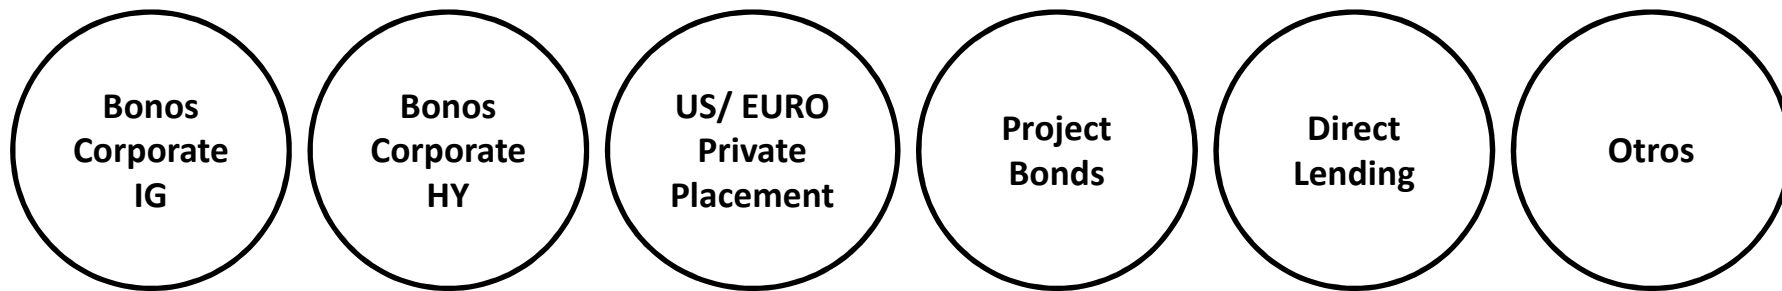 Bonos
Corporate
IG
Bonos
Corporate
HY
US/ EURO
Private
Placement
Project
Bonds
Direct
Lending
Otros